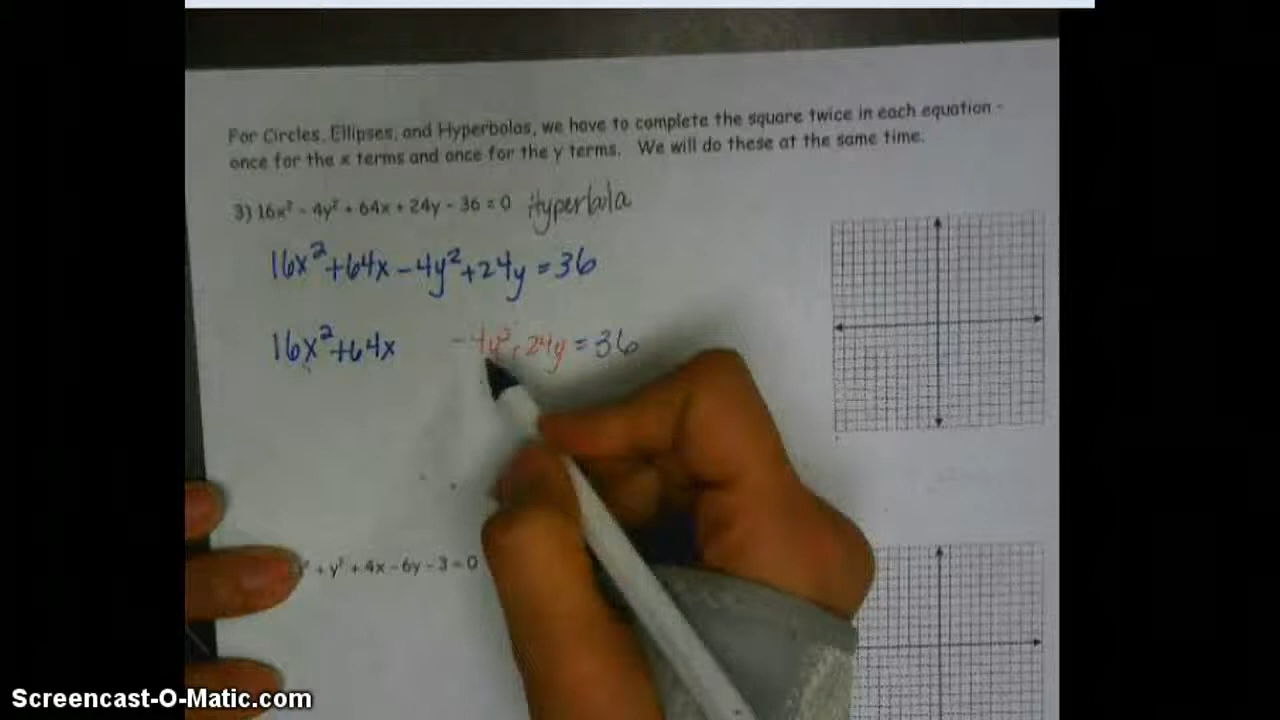 For Circles, Ellipses, and Hyperbolas, we have to complete the square twice in each equation -
once for the x terms and once for the y terms. We will do these at the same time.
3) 16x² - 4y² + 64x + 24y - 36 = 0 Hyperbola
16x² + 64x - 4y² + 24y = 36
16x² + 64x - 4y² + 24y = 36
+ y² + 4x - 6y - 3 = 0
Screencast-O-Matic.com